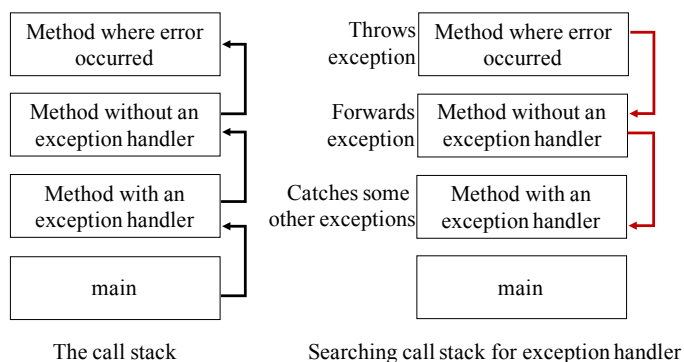 Method where error
occurred
Method without an
exception handler
Method with an
exception handler
main
The call stack
Throws
exception
Method where error
occurred
Forwards
exception
Method without an
exception handler
Catches some
other exceptions
Method with an
exception handler
main
Searching call stack for exception handler